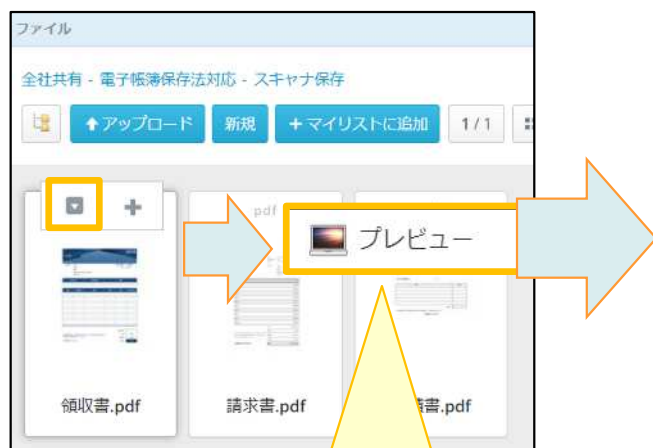 ファイル
全社共有 - 電子帳簿保存法対応 - スキャナ保存
アップロード 新規 +マイリストに追加 1/1
pdf
プレビュー
領収書.pdf 請求書.pdf 書.pdf